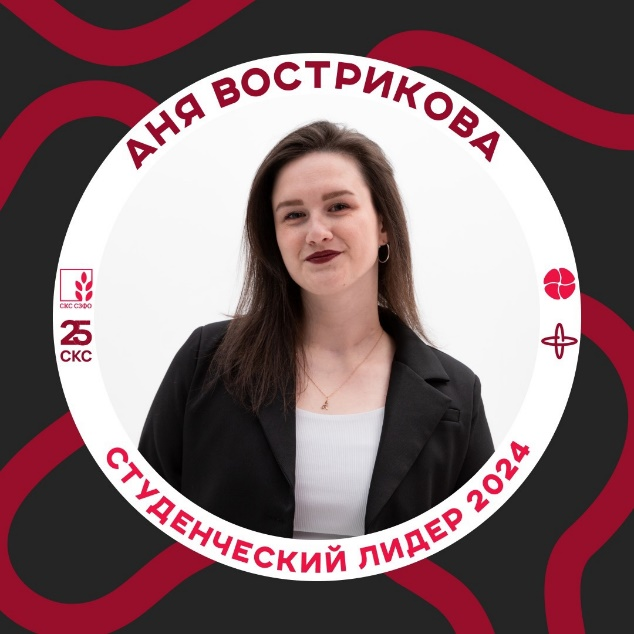 АНЯ ВОСТРИКОВА
СКС СЗФО
25
СКС
СТУДЕНЧЕСКИЙ ЛИДЕР 2024